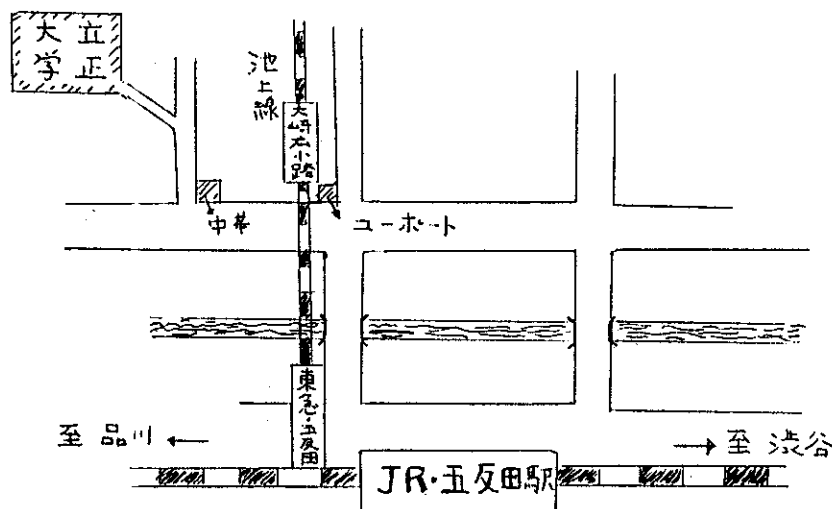 立正
大学
池上線
大崎広小路
中華
ユーポート
東急・五反田
至 品川 ←
→ 至 渋谷
JR・五反田駅